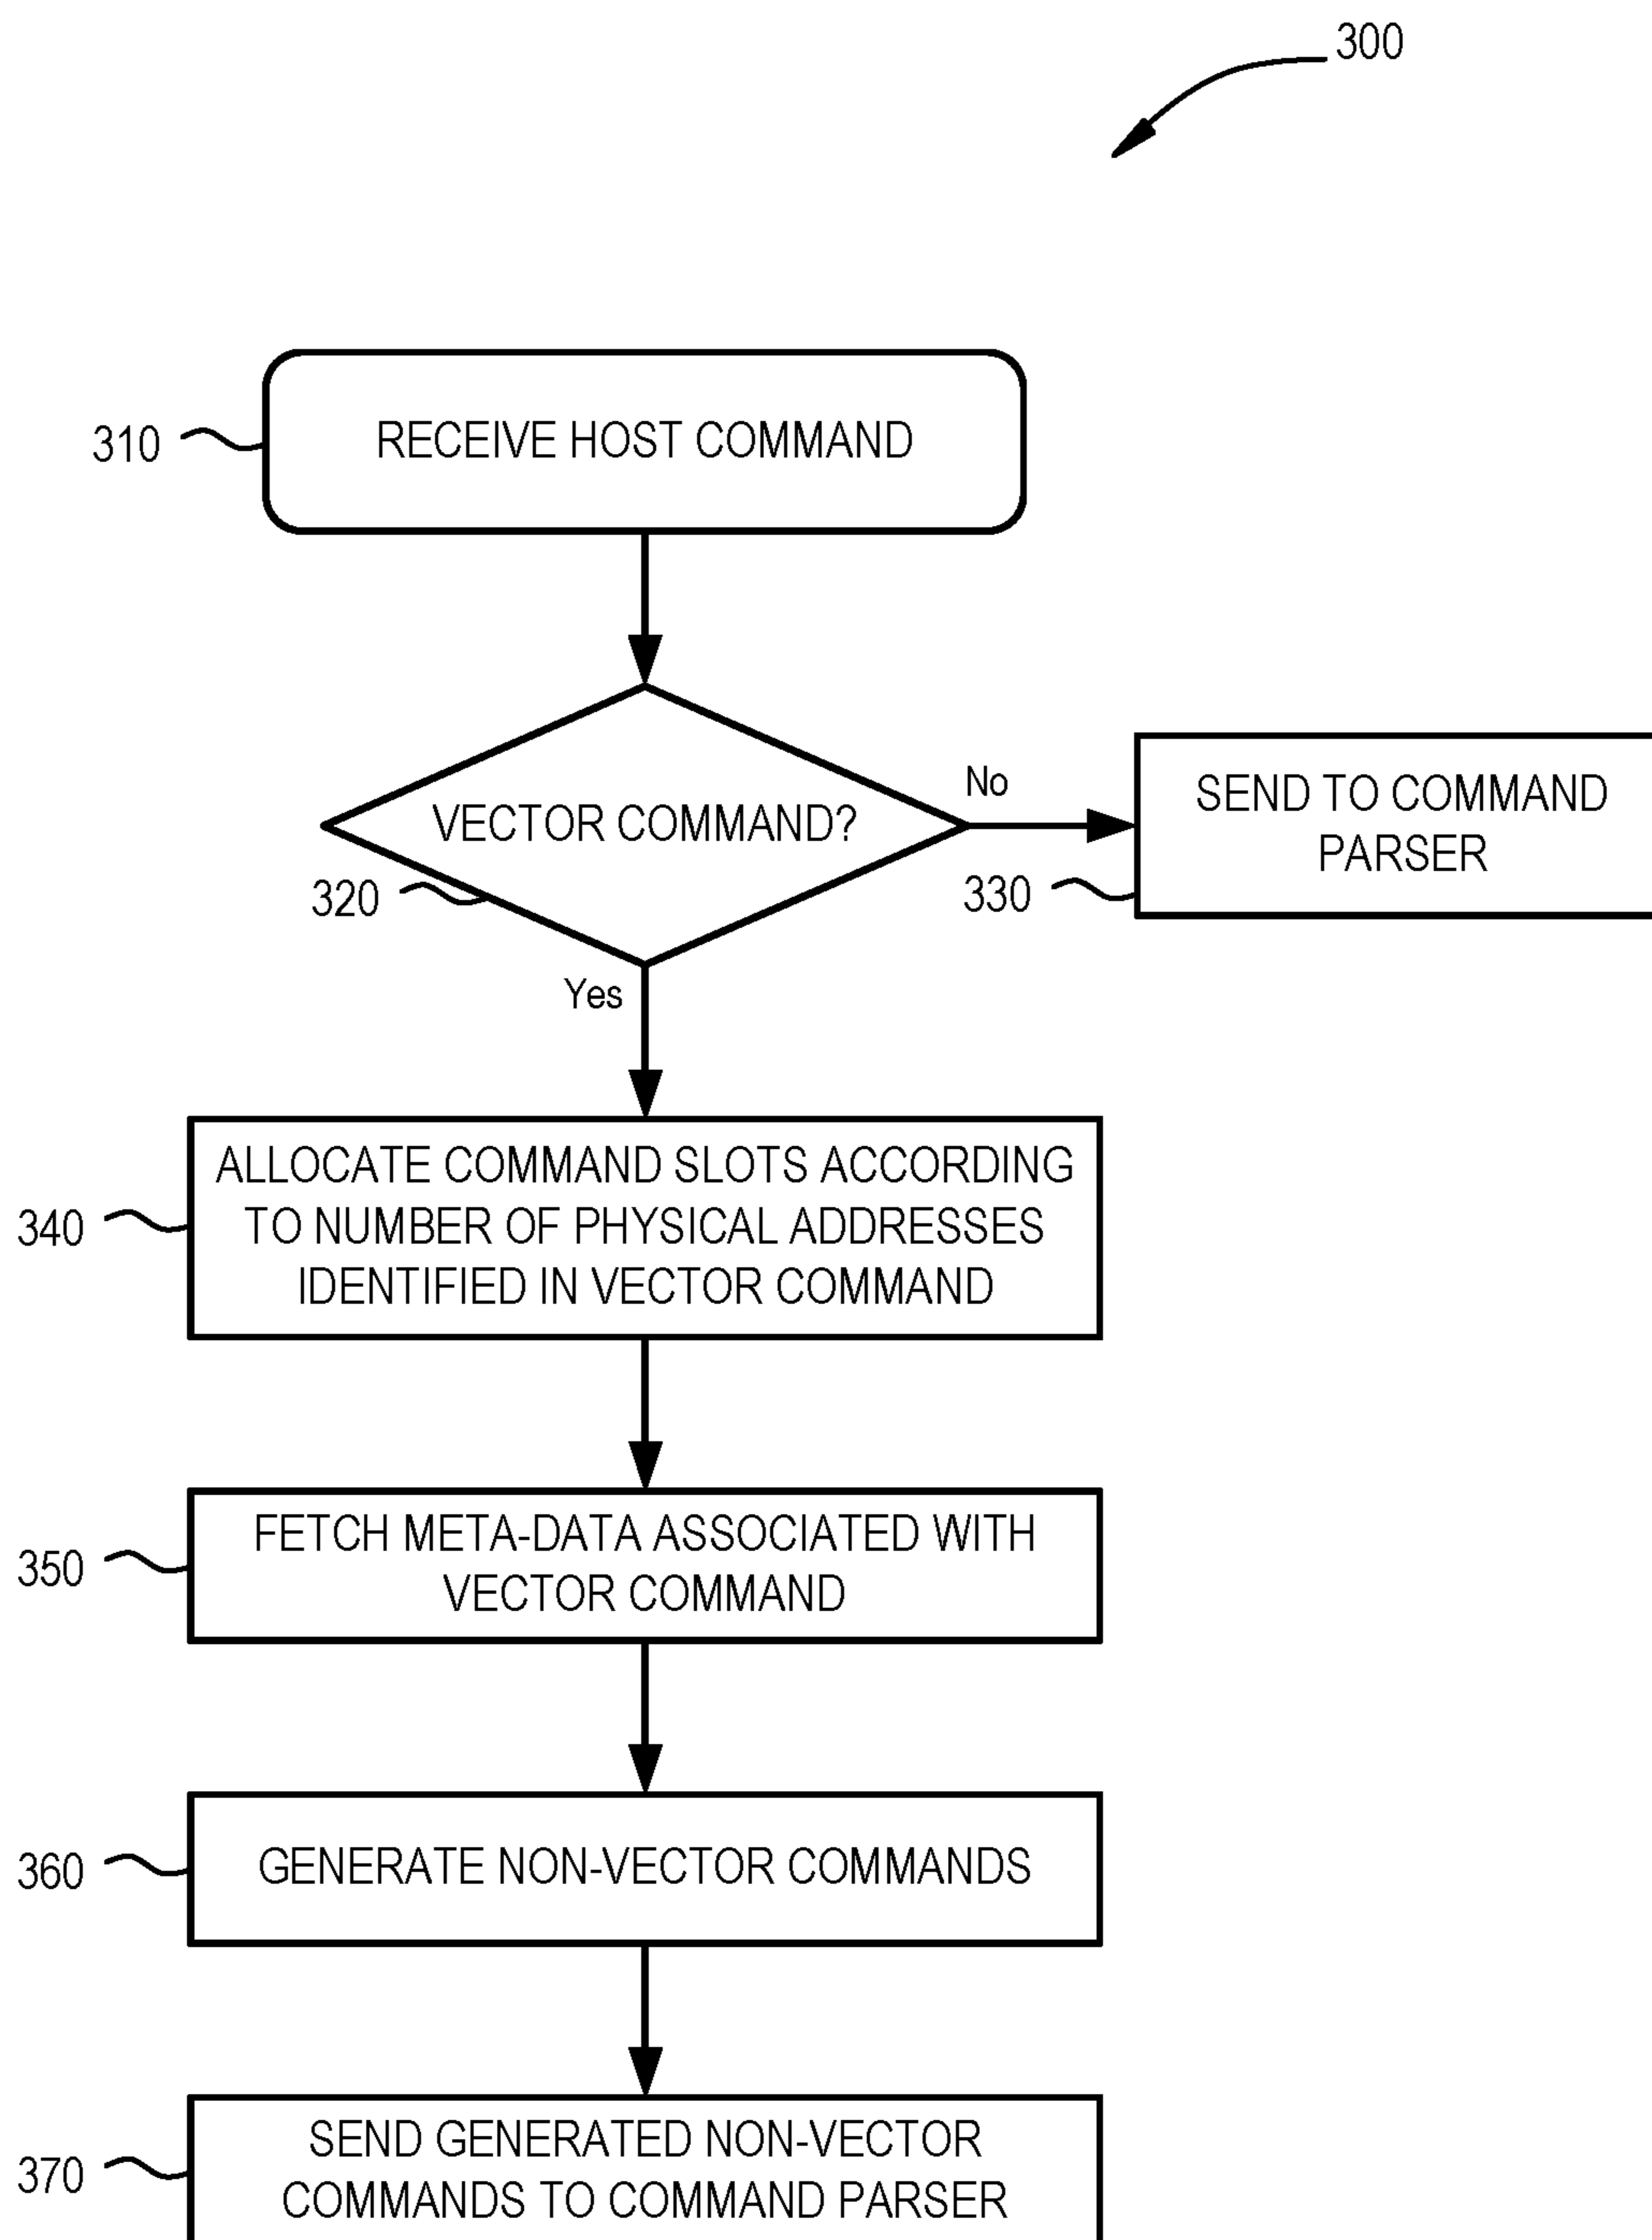 300
310
RECEIVE HOST COMMAND
VECTOR COMMAND?
320
No
SEND TO COMMAND
PARSER
330
Yes
340
ALLOCATE COMMAND SLOTS ACCORDING
TO NUMBER OF PHYSICAL ADDRESSES
IDENTIFIED IN VECTOR COMMAND
350
FETCH META-DATA ASSOCIATED WITH
VECTOR COMMAND
360
GENERATE NON-VECTOR COMMANDS
370
SEND GENERATED NON-VECTOR
COMMANDS TO COMMAND PARSER